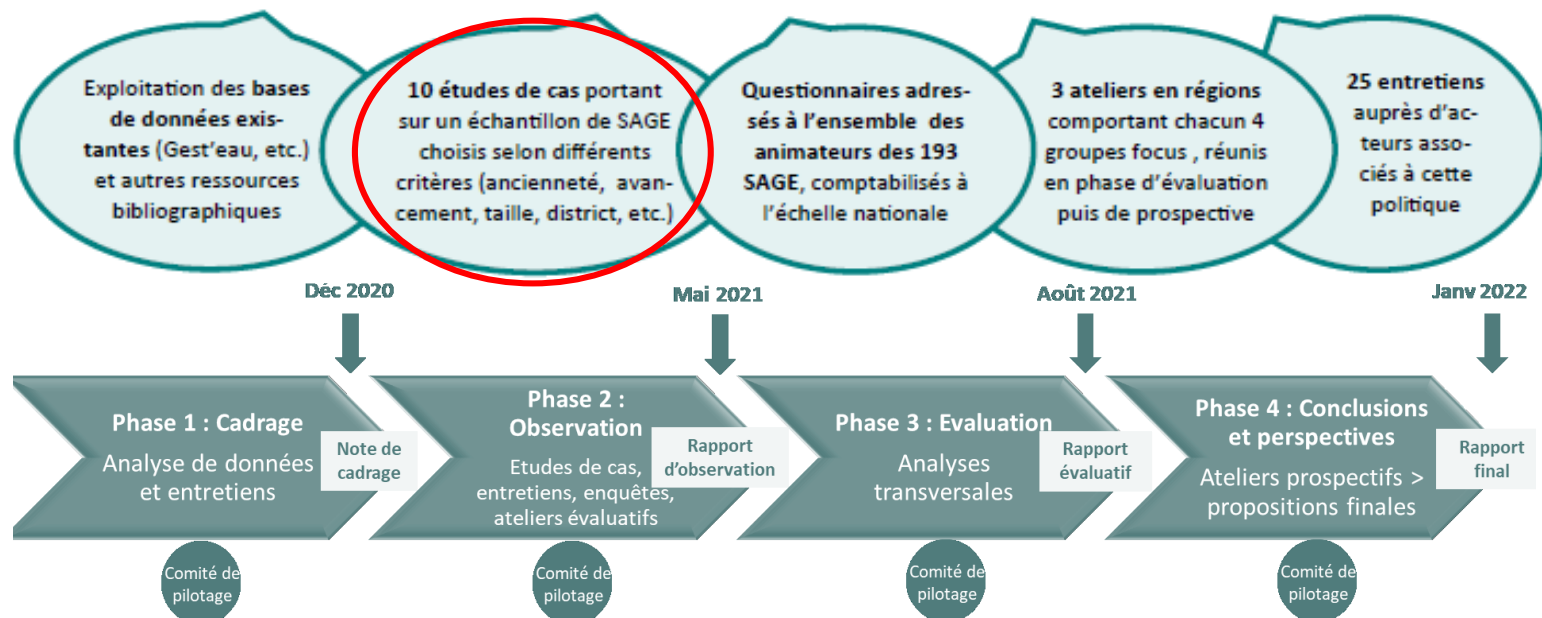 Exploitation des bases
de données exis-
tantes (Gest'eau, etc.)
et autres ressources
bibliographiques
10 études de cas portant
sur un échantillon de SAGE
choisis selon différents
critères (ancienneté, avan-
cement, taille, district, etc.)
Questionnaires adres-
sés à l'ensemble des
animateurs des 193
SAGE, comptabilisés à
l'échelle nationale
3 ateliers en régions
comportant chacun 4
groupes focus , réunis
en phase d'évaluation
puis de prospective
25 entretiens
auprès d'ac-
teurs asso-
ciés à cette
politique
Déc 2020
Mai 2021
Août 2021
Janv 2022
Phase 1 : Cadrage
Analyse de données
et entretiens
Note de
cadrage
Phase 2 :
Observation
Etudes de cas,
entretiens, enquêtes,
ateliers évaluatifs
Rapport
d'observation
Phase 3 : Evaluation
Analyses
transversales
Rapport
évaluatif
Phase 4 : Conclusions
et perspectives
Ateliers prospectifs >
propositions finales
Rapport
final
Comité de
pilotage
Comité de
pilotage
Comité de
pilotage
Comité de
pilotage